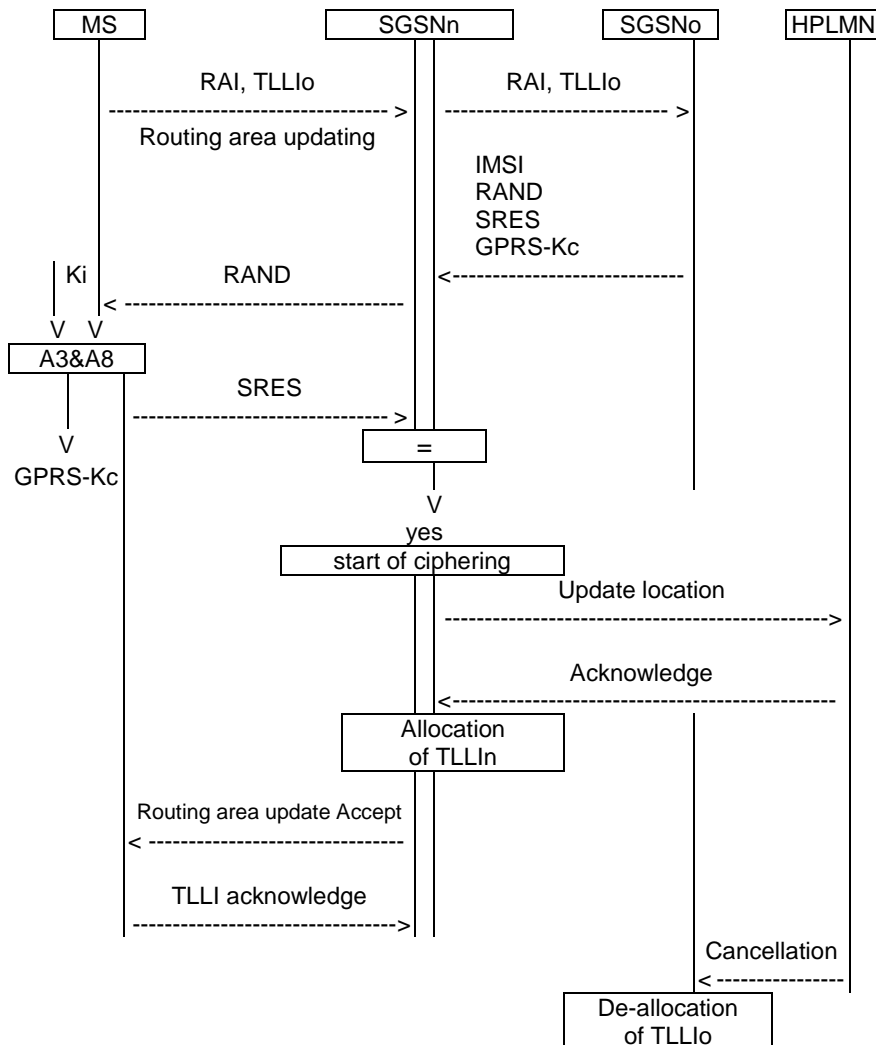 MS SGSNn SGSNo HPLMN
RAI, TLLIo RAI, TLLIo
------------------------------- > ------------------------------ >
Routing area updating
IMSI
RAND
SRES
GPRS-Kc
Ki RAND <------------------------------
< -----------------------------
V V
A3&A8
SRES
-------------------------------- >
V =
GPRS-Kc
V
yes
start of ciphering
Update location
-------------------------------------------------->
Acknowledge
<--------------------------------------------------
Allocation
of TLLIn
Routing area update Accept
< --------------------------------
TLLI acknowledge
--------------------------------->
Cancellation
<---------------
De-allocation
of TLLIo